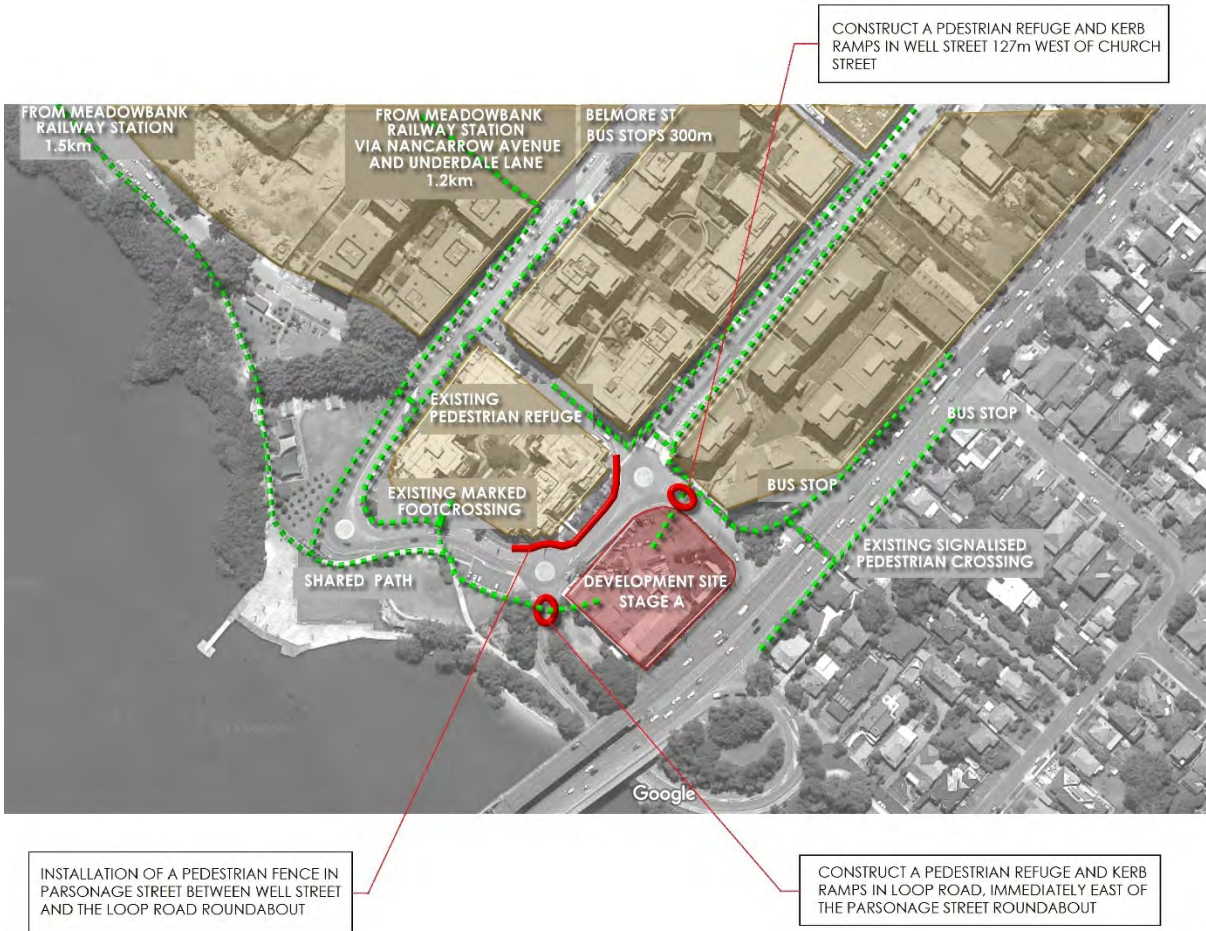 CONSTRUCT A PDESTRIAN REFUGE AND KERB
RAMPS IN WELL STREET 127m WEST OF CHURCH
STREET
FROM MEADOWBANK
RAILWAY STATION
1.5km
FROM MEADOWBANK
RAILWAY STATION
VIA NANCARROW AVENUE
AND UNDERDALE LANE
1.2km
BELMORE ST
BUS STOPS 300m
EXISTING
PEDESTRIAN REFUGE
BUS STOP
BUS STOP
EXISTING MARKED
FOOTCROSSING
EXISTING SIGNALISED
PEDESTRIAN CROSSING
SHARED PATH
DEVELOPMENT SITE
STAGE A
Google
INSTALLATION OF A PEDESTRIAN FENCE IN
PARSONAGE STREET BETWEEN WELL STREET
AND THE LOOP ROAD ROUNDABOUT
CONSTRUCT A PEDESTRIAN REFUGE AND KERB
RAMPS IN LOOP ROAD, IMMEDIATELY EAST OF
THE PARSONAGE STREET ROUNDABOUT